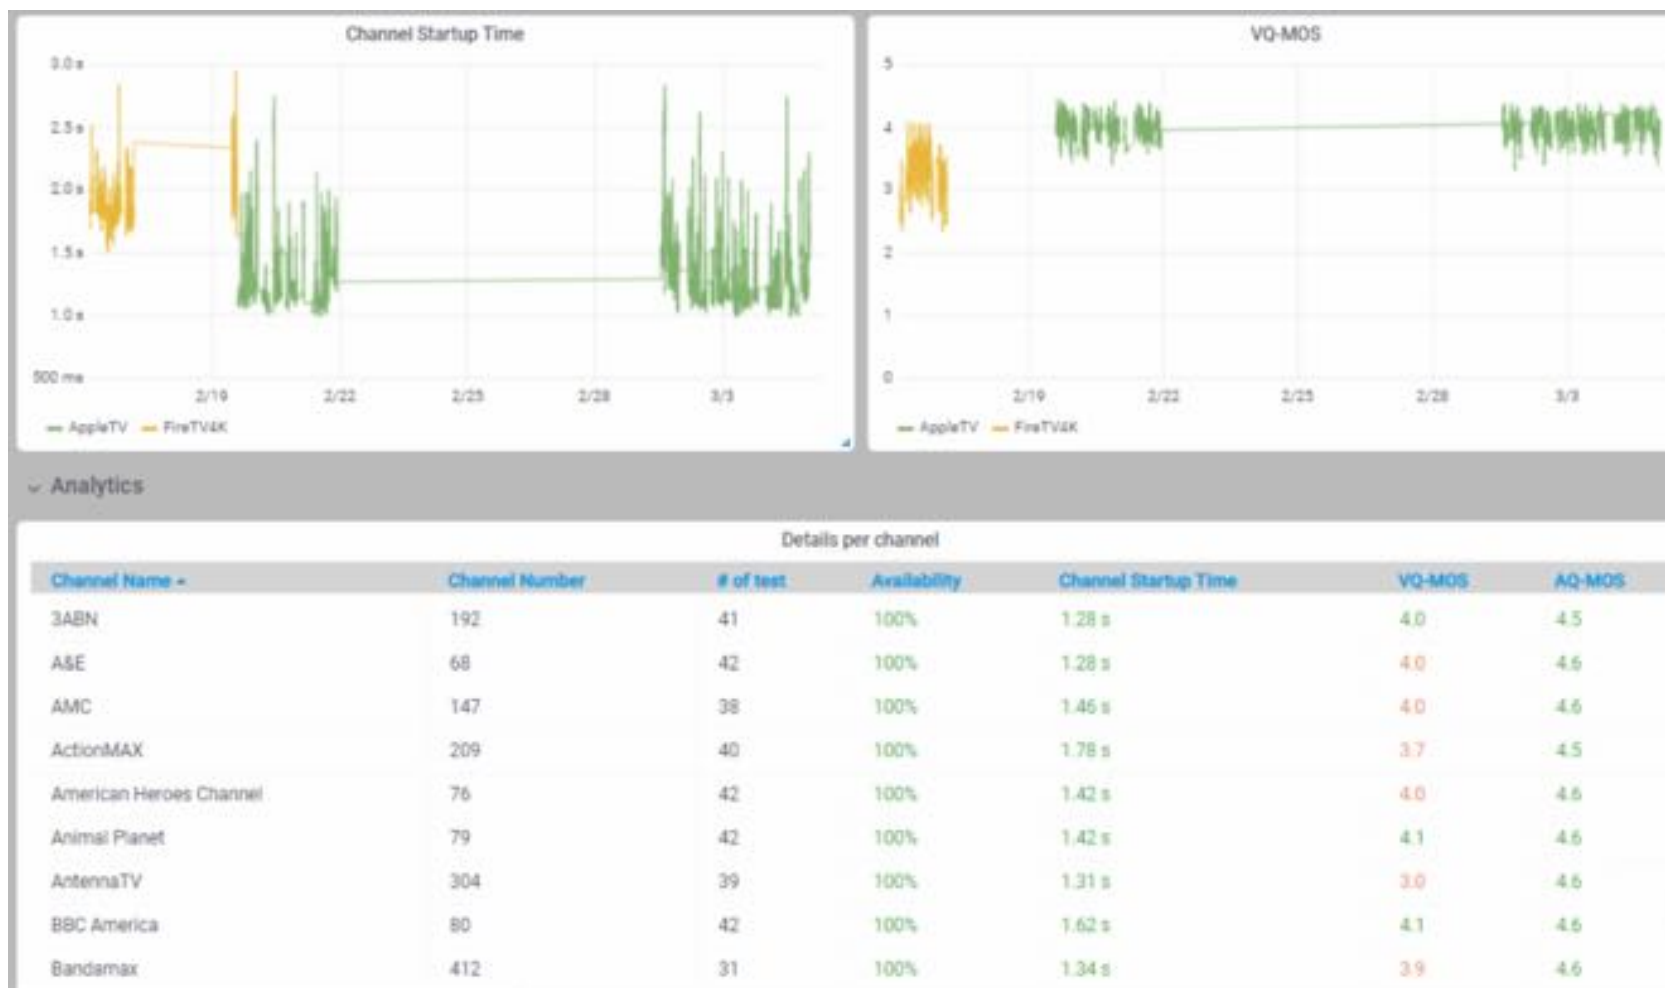 Channel Startup Time
3.0 s
2.5 s
2.0 s
1.5 s
1.0 s
500 ms
2/19 2/22 2/25 2/28 3/3
AppleTV FireTV4K
VQ-MOS
5
4
3
2
1
0
2/19 2/22 2/25 2/28 3/3
AppleTV FireTV4K
Analytics
Details per channel
Channel Name Channel Number # of test Availability Channel Startup Time VQ-MOS AQ-MOS
3ABN 192 41 100% 1.28 s 4.0 4.5
A&E 68 42 100% 1.28 s 4.0 4.6
AMC 147 38 100% 1.46 s 4.0 4.6
ActionMAX 209 40 100% 1.78 s 3.7 4.5
American Heroes Channel 76 42 100% 1.42 s 4.0 4.6
Animal Planet 79 42 100% 1.42 s 4.1 4.6
AntennaTV 304 39 100% 1.31 s 3.0 4.6
BBC America 80 42 100% 1.62 s 4.1 4.6
Bandamax 412 31 100% 1.34 s 3.9 4.6